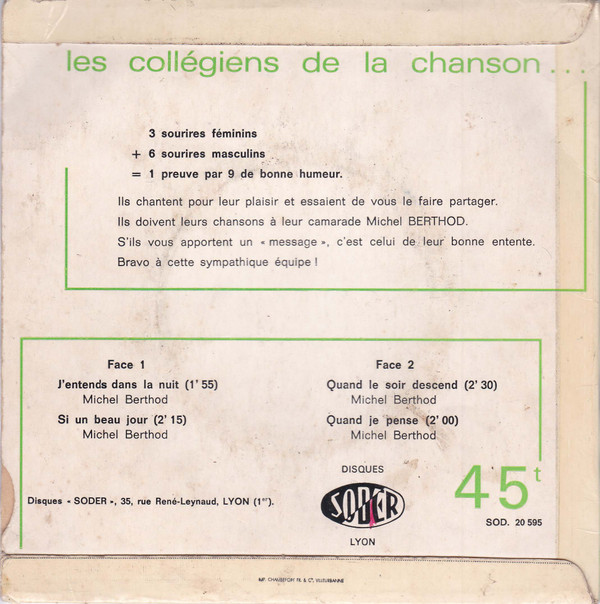 les collégiens de la chanson...
3 sourires féminins
+ 6 sourires masculins
= 1 preuve par 9 de bonne humeur.
Ils chantent pour leur plaisir et essaient de vous le faire partager.
Ils doivent leurs chansons à leur camarade Michel BERTHOD.
S'ils vous apportent un « message », c'est celui de leur bonne entente.
Bravo à cette sympathique équipe !
Face 1
J'entends dans la nuit (1' 55)
Michel Berthod
Si un beau jour (2' 15)
Michel Berthod
Face 2
Quand le soir descend (2' 30)
Michel Berthod
Quand je pense (2' 00)
Michel Berthod
Disques « SODER », 35, rue René-Leynaud, LYON (1er).
DISQUES
SODER
LYON
45t
SOD. 20 595
& Cie, VILLEURBANNE